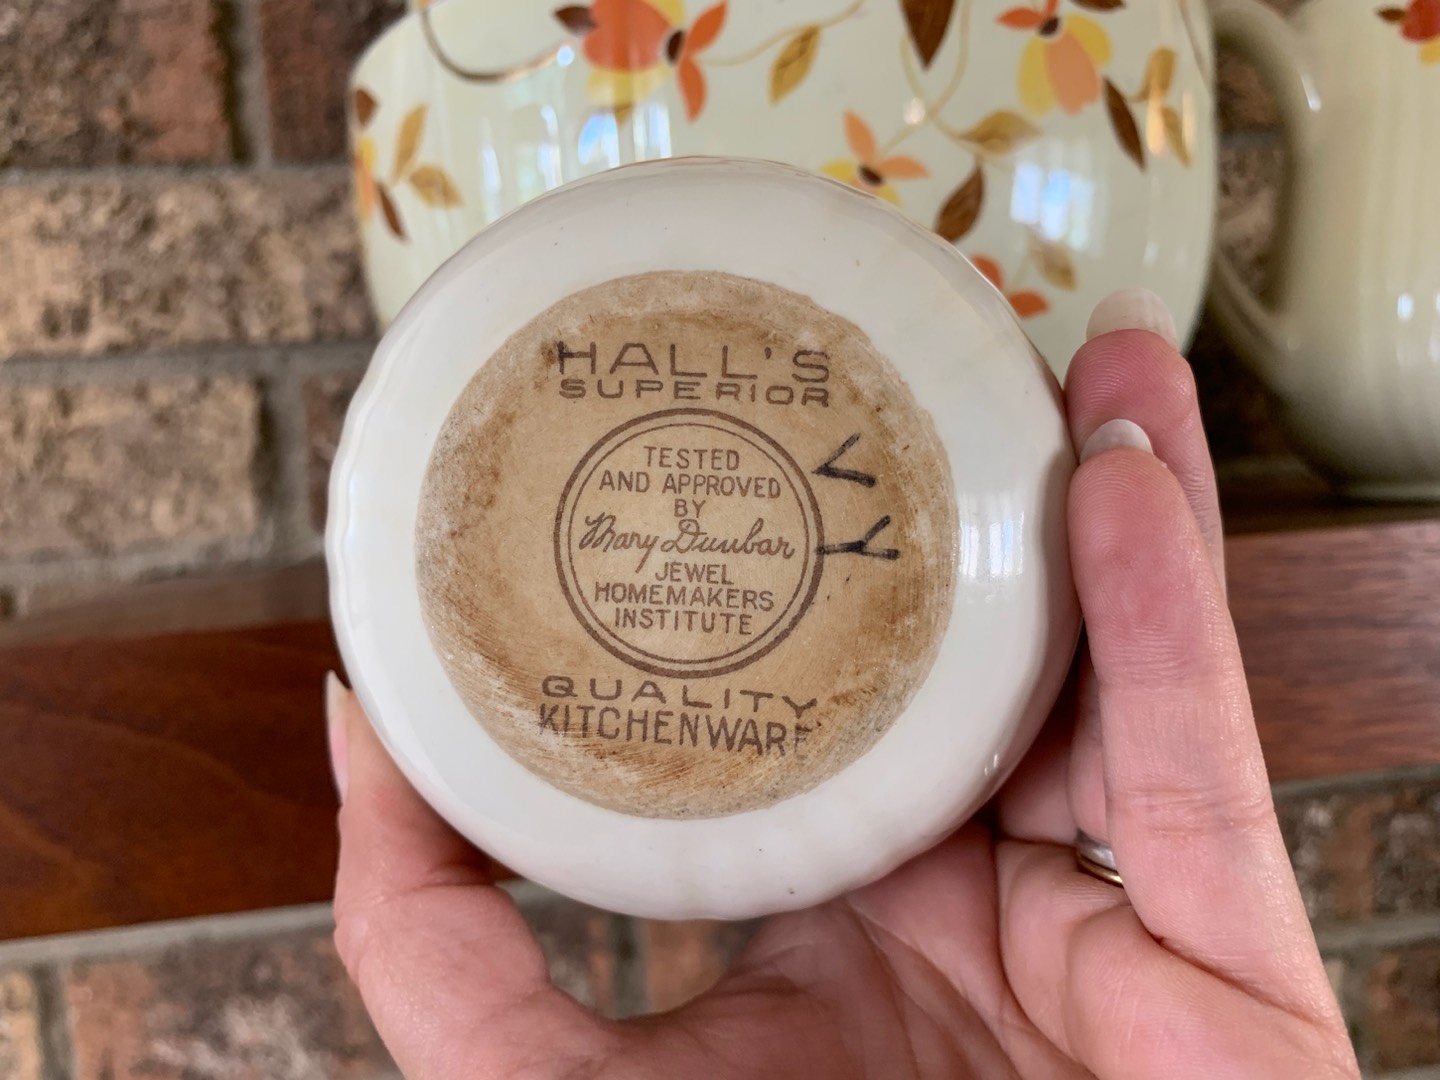 HALL'S
SUPERIOR
TESTED
AND APPROVED
BY
Mary Dunbar
JEWEL
HOMEMAKERS
INSTITUTE
QUALITY
KITCHENWARE